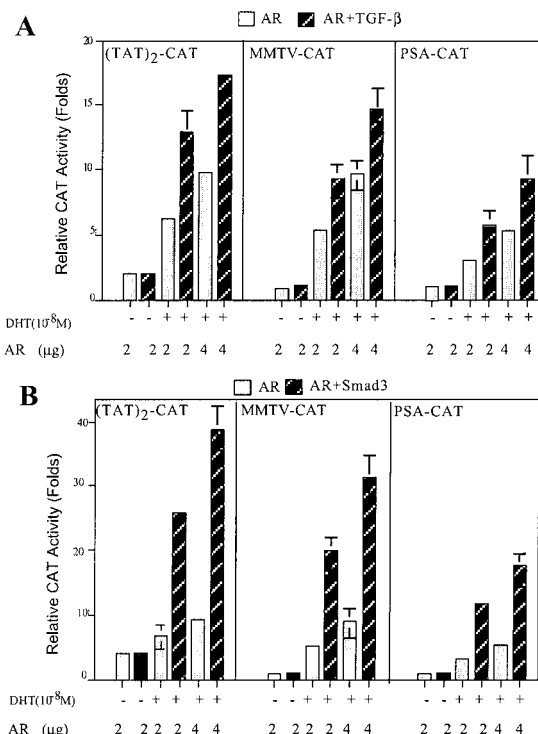 A
AR AR+TGF-β
(TAT)2-CAT MMTV-CAT PSA-CAT
Relative CAT Activity (Folds)
20
15
10
5
0
DHT(10-8M) - - + + + + - - + + + + - - + + + +
AR (µg) 2 2 2 2 4 4 2 2 2 2 4 4 2 2 2 2 4 4
B
AR AR+Smad3
(TAT)2-CAT MMTV-CAT PSA-CAT
Relative CAT Activity (Folds)
40
30
20
10
0
DHT(10-8M) - - + + + + - - + + + + - - + + + +
AR (µg) 2 2 2 2 4 4 2 2 2 2 4 4 2 2 2 2 4 4